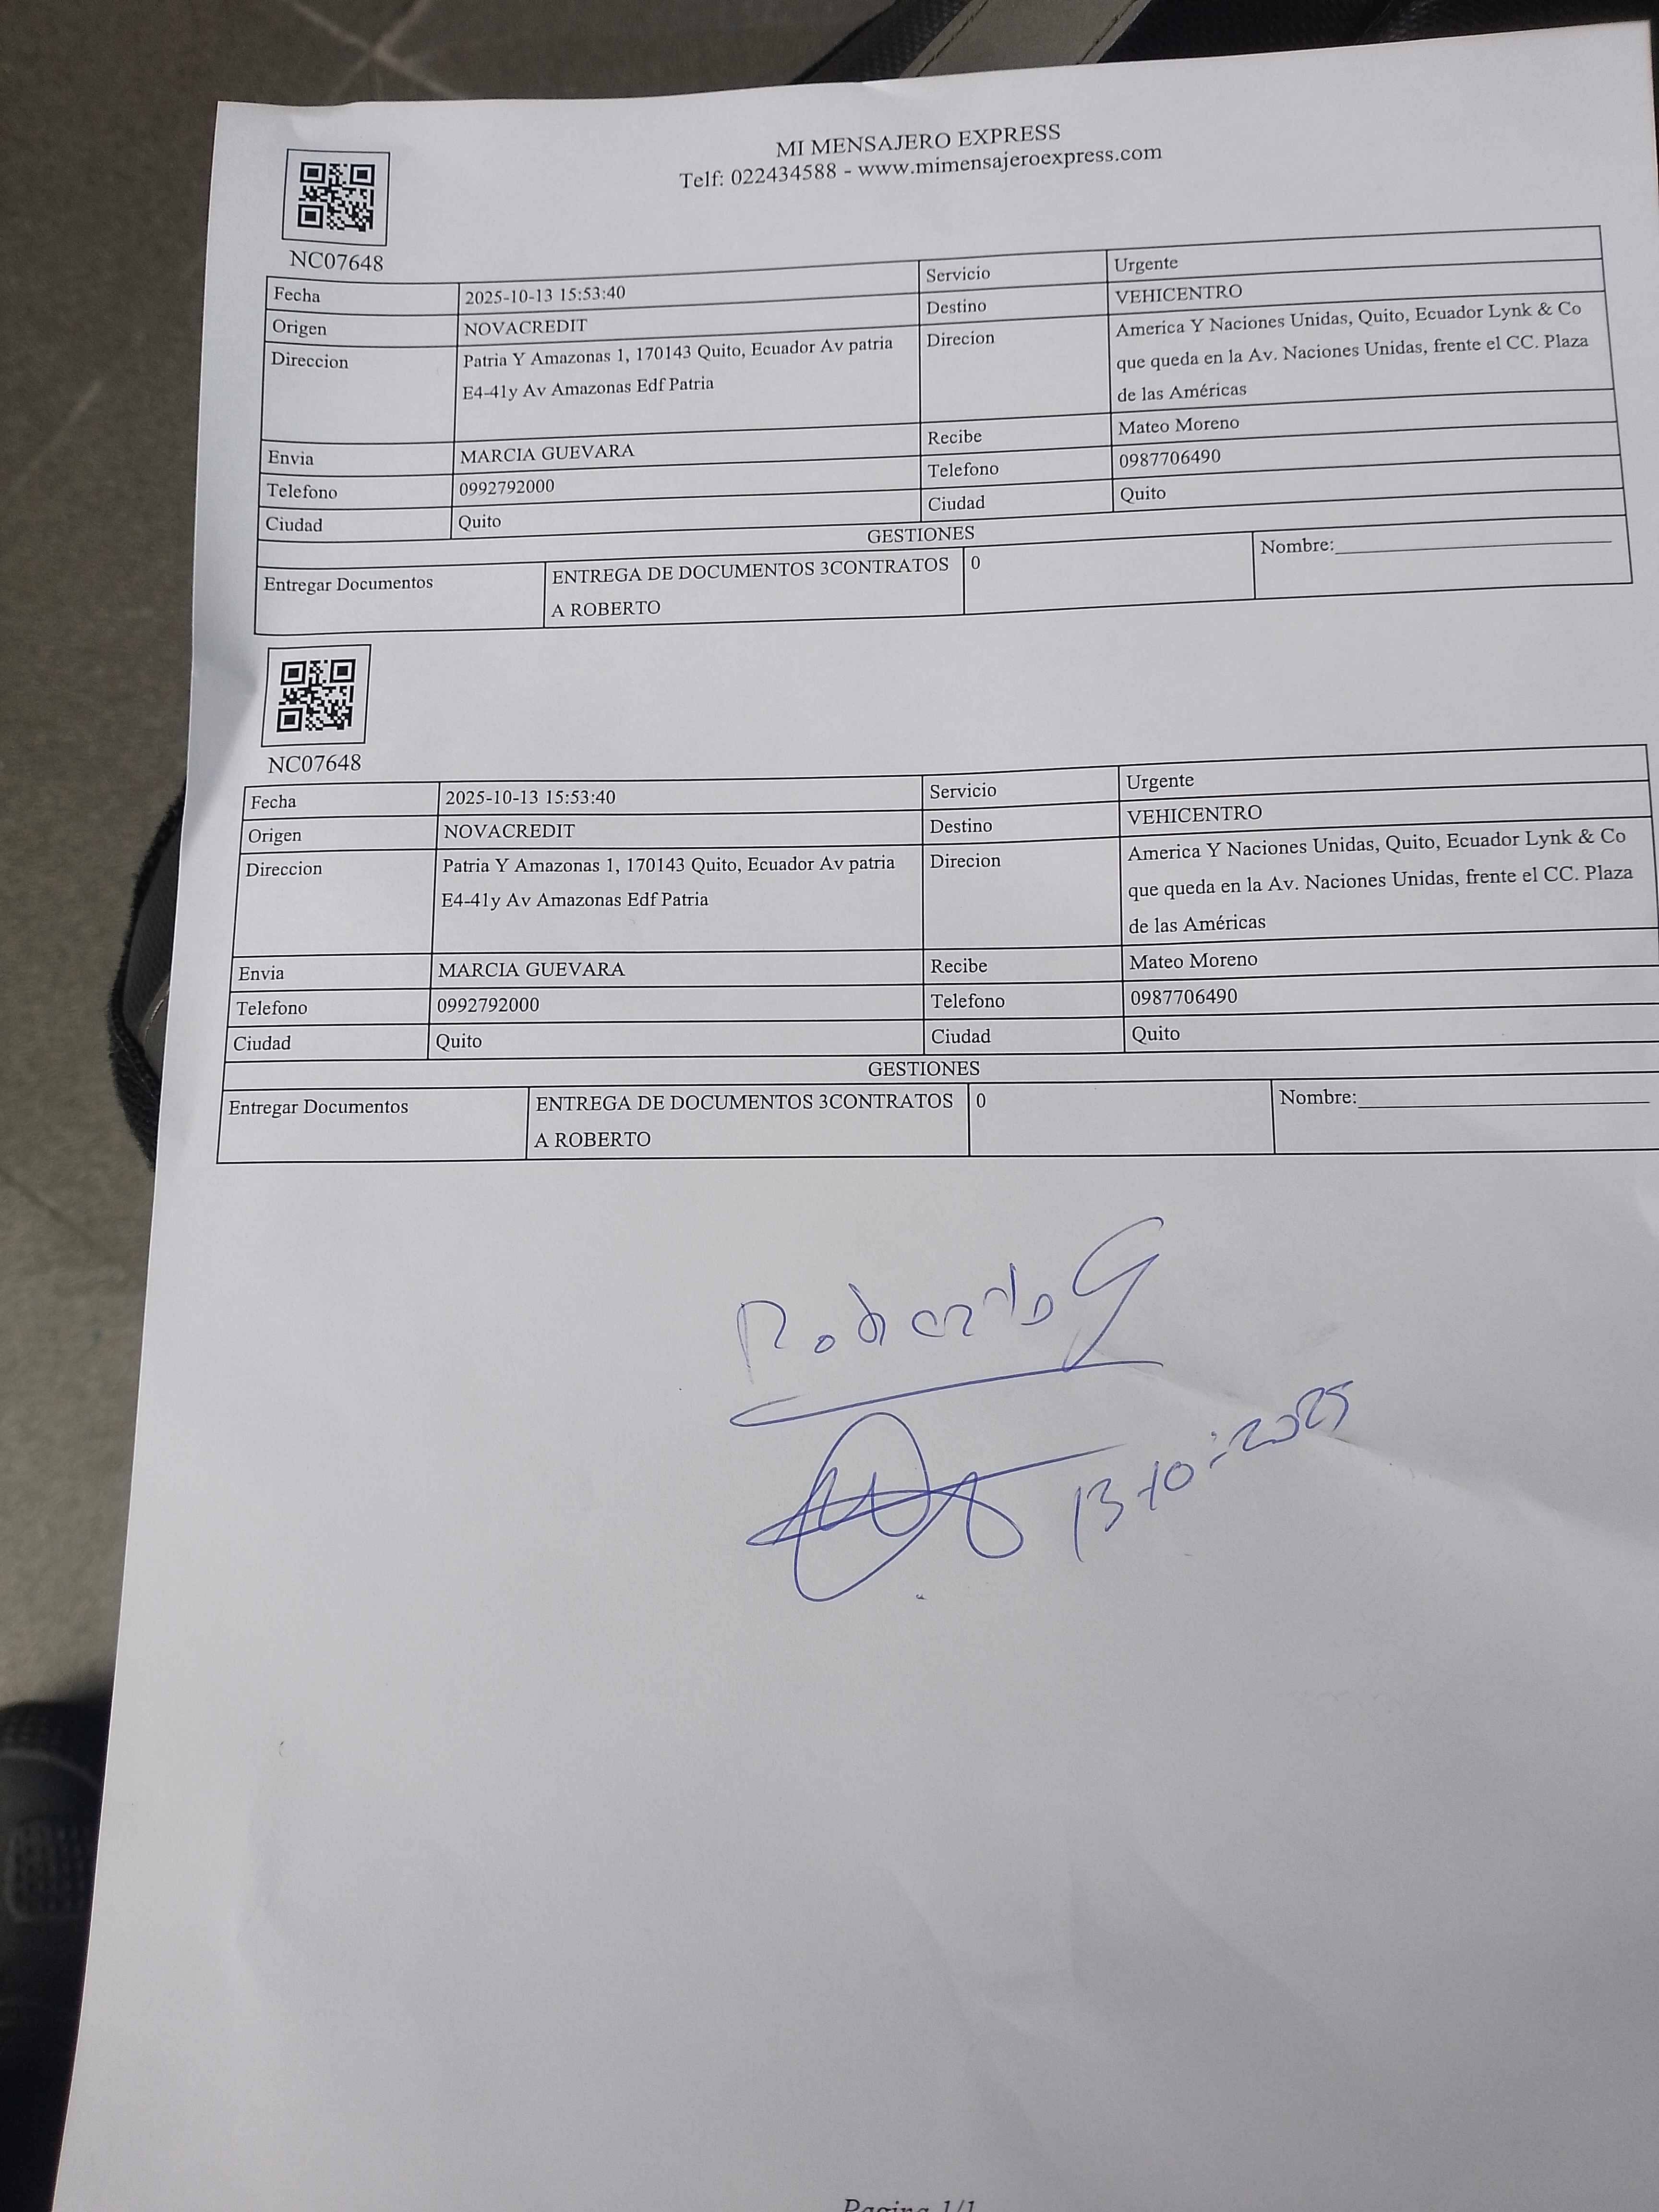 MI MENSAJERO EXPRESS
Telf: 022434588 - www.mimensajeroexpress.com
NC07648
Fecha 2025-10-13 15:53:40 Servicio Urgente
Origen NOVACREDIT Destino VEHICENTRO
Direccion Patria Y Amazonas 1, 170143 Quito, Ecuador Av patria Direcion America Y Naciones Unidas, Quito, Ecuador Lynk & Co
E4-41y Av Amazonas Edf Patria que queda en la Av. Naciones Unidas, frente el CC. Plaza
de las Américas
Envia MARCIA GUEVARA Recibe Mateo Moreno
Telefono 0992792000 Telefono 0987706490
Ciudad Quito Ciudad Quito
GESTIONES
Entregar Documentos ENTREGA DE DOCUMENTOS 3CONTRATOS 0 Nombre:
A ROBERTO
NC07648
Fecha 2025-10-13 15:53:40 Servicio Urgente
Origen NOVACREDIT Destino VEHICENTRO
Direccion Patria Y Amazonas 1, 170143 Quito, Ecuador Av patria Direcion America Y Naciones Unidas, Quito, Ecuador Lynk & Co
E4-41y Av Amazonas Edf Patria que queda en la Av. Naciones Unidas, frente el CC. Plaza
de las Américas
Envia MARCIA GUEVARA Recibe Mateo Moreno
Telefono 0992792000 Telefono 0987706490
Ciudad Quito Ciudad Quito
GESTIONES
Entregar Documentos ENTREGA DE DOCUMENTOS 3CONTRATOS 0 Nombre:
A ROBERTO
Roberto G
13-10-2025
Pagina 1/1